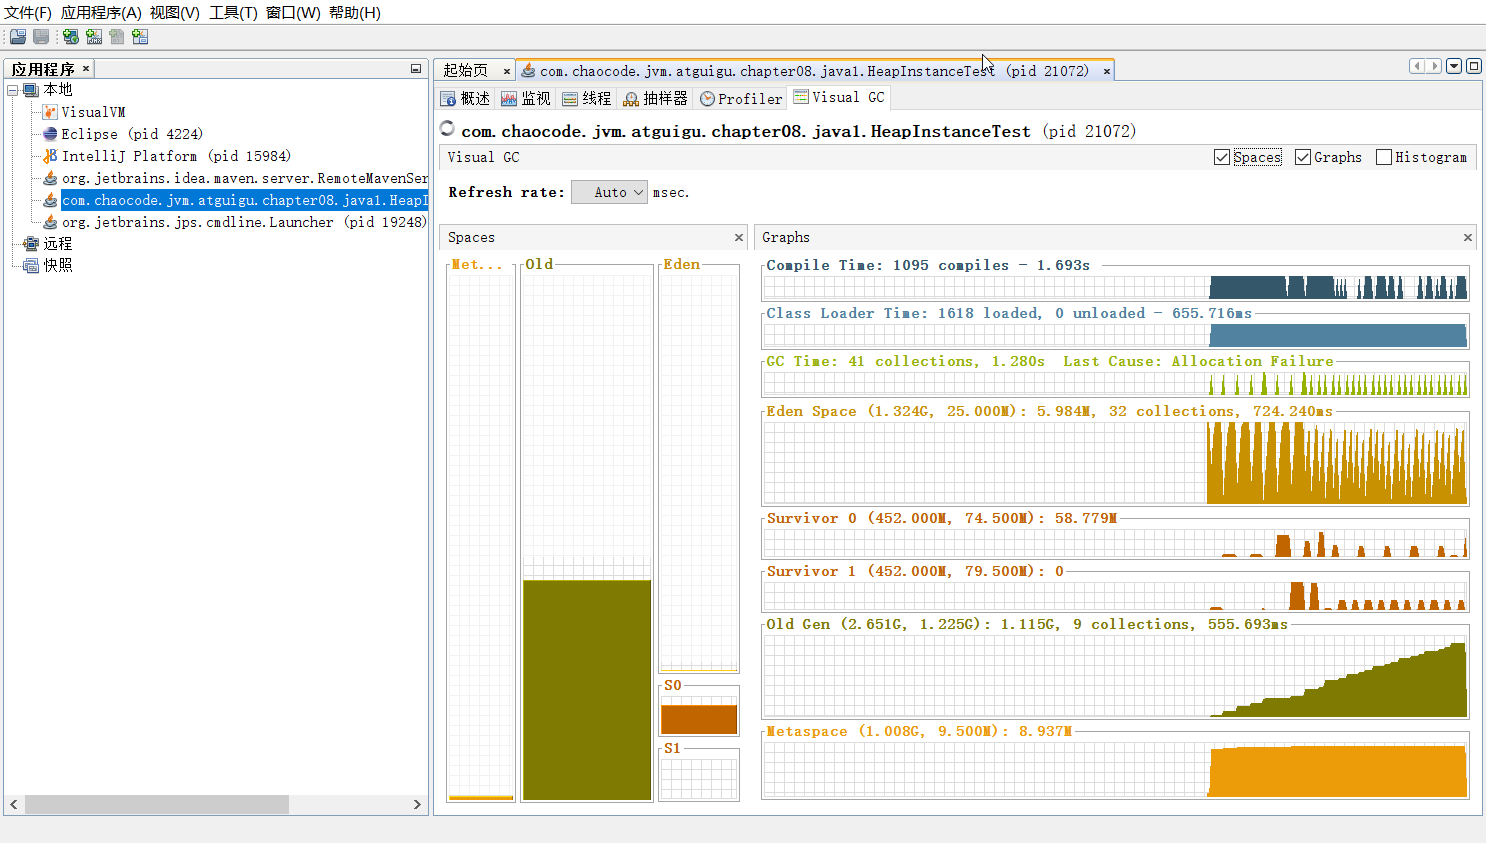 文件(F) 应用程序(A) 视图(V) 工具(T) 窗口(W) 帮助(H)
应用程序 ×
本地
VisualVM
Eclipse (pid 4224)
IntelliJ Platform (pid 15984)
org.jetbrains.idea.maven.server.RemoteMavenSer
com.chaocode.jvm.atguigu.chapter08.java1.HeapI
org.jetbrains.jps.cmdline.Launcher (pid 19248)
远程
快照
起始页 × com.chaocode.jvm.atguigu.chapter08.java1.HeapInstanceTest (pid 21072) ×
概述 监视 线程 抽样器 Profiler Visual GC
com.chaocode.jvm.atguigu.chapter08.java1.HeapInstanceTest (pid 21072)
Visual GC Spaces Graphs Histogram
Refresh rate: Auto msec.
Spaces ×
Met... Old Eden
S0
S1
Graphs ×
Compile Time: 1095 compiles - 1.693s
Class Loader Time: 1618 loaded, 0 unloaded - 655.716ms
GC Time: 41 collections, 1.280s Last Cause: Allocation Failure
Eden Space (1.324G, 25.000M): 5.984M, 32 collections, 724.240ms
Survivor 0 (452.000M, 74.500M): 58.779M
Survivor 1 (452.000M, 79.500M): 0
Old Gen (2.651G, 1.225G): 1.115G, 9 collections, 555.693ms
Metaspace (1.008G, 9.500M): 8.937M